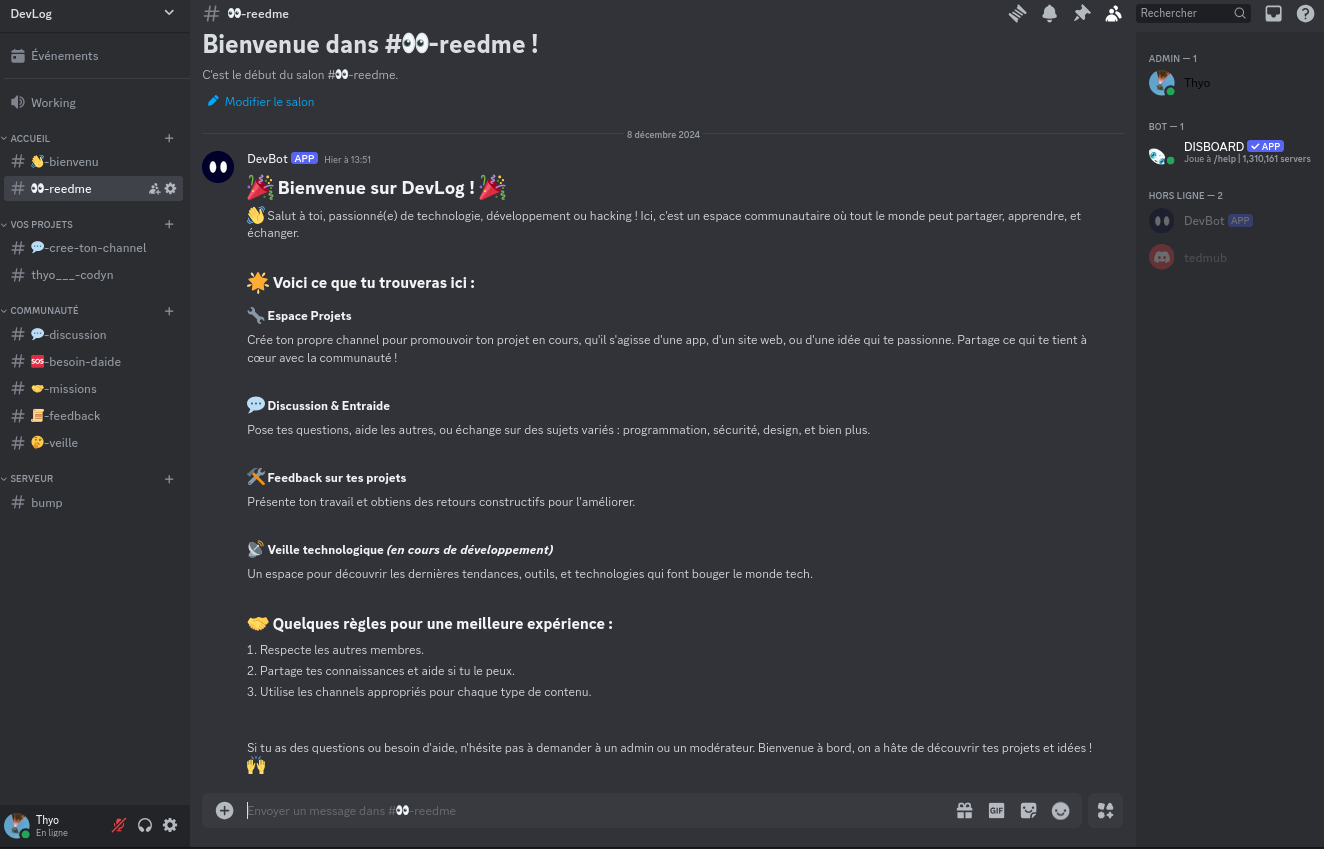 DevLog
Événements
Working
ACCUEIL
👋-bienvenu
👀-reedme
VOS PROJETS
💬-cree-ton-channel
thyo___-codyn
COMMUNAUTÉ
💬-discussion
🆘-besoin-daide
🤝-missions
📜-feedback
🤔-veille
SERVEUR
bump
Thyo
En ligne
👀-reedme
Rechercher
Bienvenue dans #👀-reedme !
C'est le début du salon #👀-reedme.
Modifier le salon
8 décembre 2024
DevBot APP Hier à 13:51
🎉 Bienvenue sur DevLog ! 🎉
👋 Salut à toi, passionné(e) de technologie, développement ou hacking ! Ici, c'est un espace communautaire où tout le monde peut partager, apprendre, et
échanger.
🌟 Voici ce que tu trouveras ici :
🔧 Espace Projets
Crée ton propre channel pour promouvoir ton projet en cours, qu'il s'agisse d'une app, d'un site web, ou d'une idée qui te passionne. Partage ce qui te tient à
cœur avec la communauté !
💬 Discussion & Entraide
Pose tes questions, aide les autres, ou échange sur des sujets variés : programmation, sécurité, design, et bien plus.
🛠️ Feedback sur tes projets
Présente ton travail et obtiens des retours constructifs pour l'améliorer.
📡 Veille technologique (en cours de développement)
Un espace pour découvrir les dernières tendances, outils, et technologies qui font bouger le monde tech.
🤝 Quelques règles pour une meilleure expérience :
1. Respecte les autres membres.
2. Partage tes connaissances et aide si tu le peux.
3. Utilise les channels appropriés pour chaque type de contenu.
Si tu as des questions ou besoin d'aide, n'hésite pas à demander à un admin ou un modérateur. Bienvenue à bord, on a hâte de découvrir tes projets et idées !
🙌
Envoyer un message dans #👀-reedme
GIF
ADMIN — 1
Thyo
BOT — 1
DISBOARD ✓ APP
Joue à /help | 1,310,161 servers
HORS LIGNE — 2
DevBot APP
tedmub